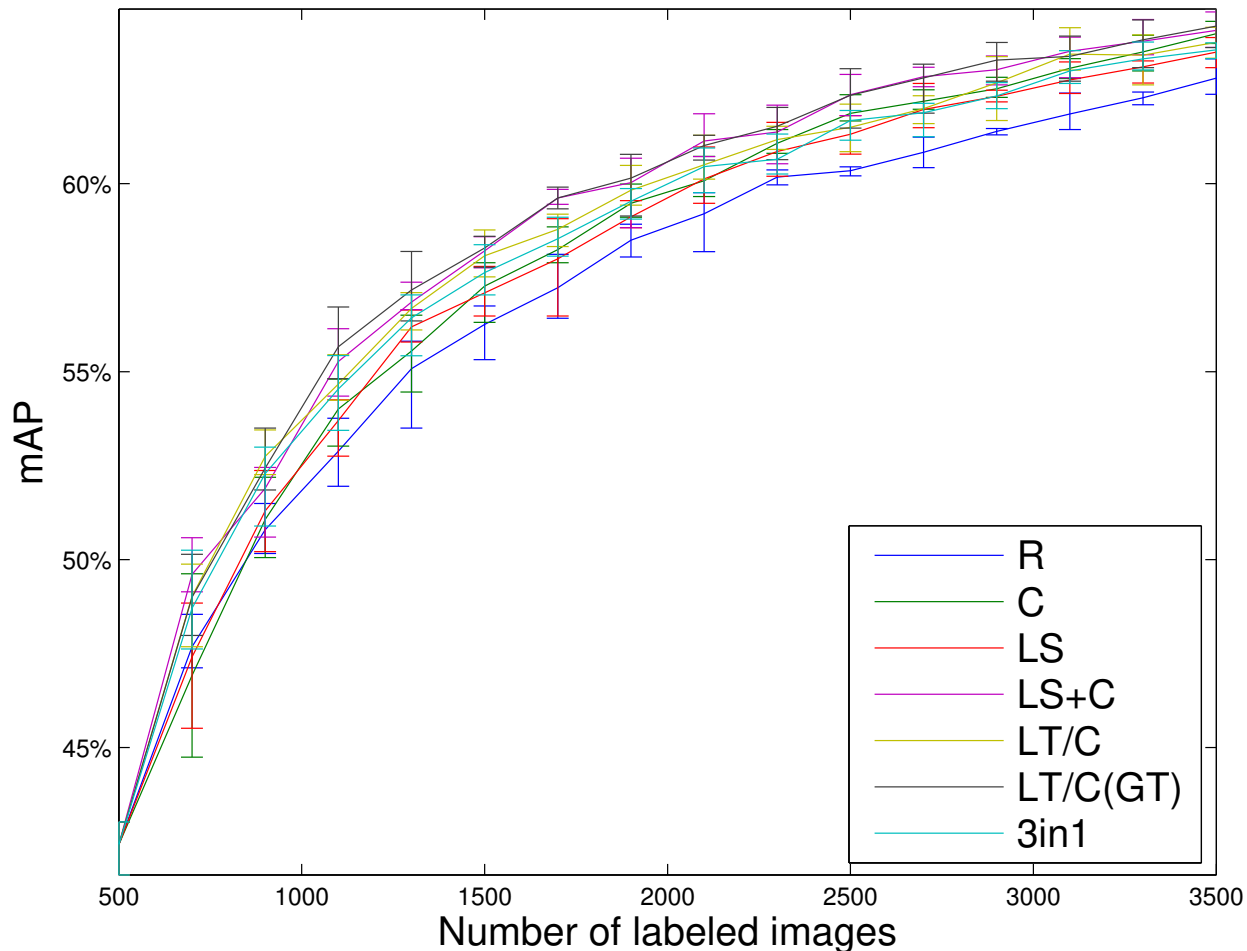 60%
55%
50%
45%
mAP
R
C
LS
LS+C
LT/C
LT/C(GT)
3in1
500 1000 1500 2000 2500 3000 3500
Number of labeled images